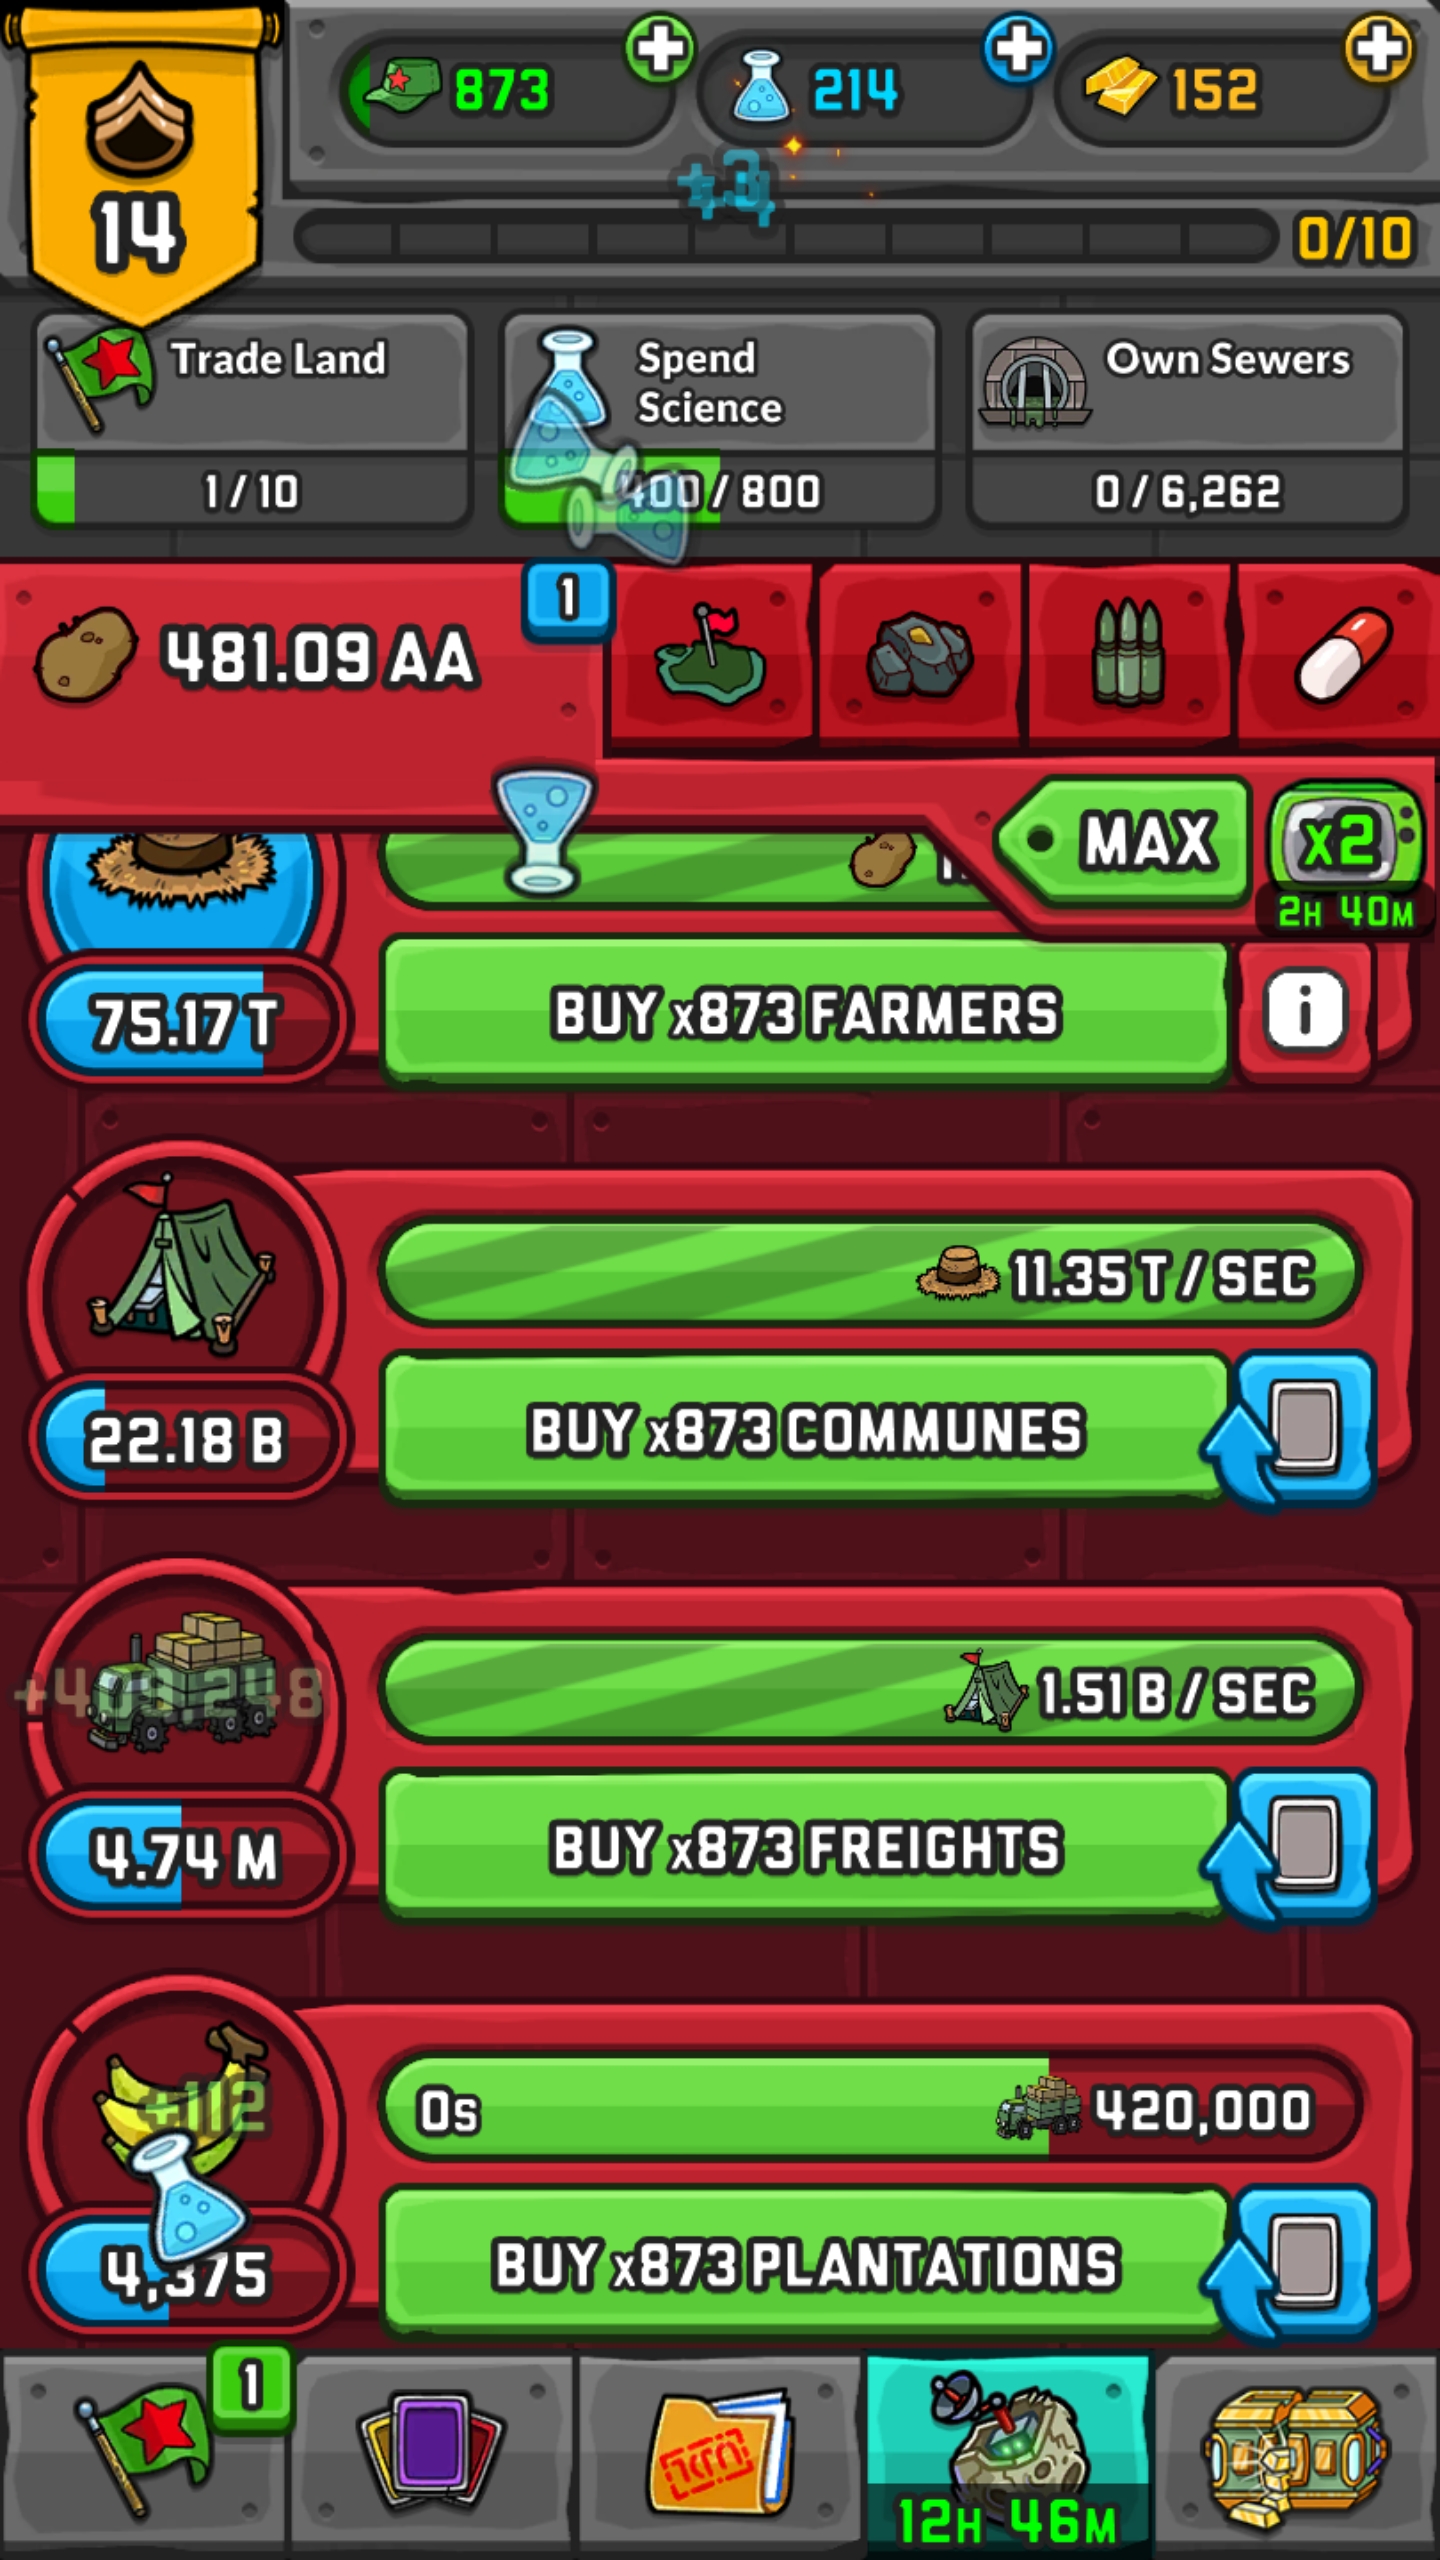 873
214
152
14
+3
0/10
Trade Land
Spend
Science
Own Sewers
1 / 10
400 / 800
0 / 6,262
1
481.09 AA
MAX
x2
2H 40M
75.17 T
BUY x873 FARMERS
i
11.35 T / SEC
22.18 B
BUY x873 COMMUNES
1.51 B / SEC
4.74 M
BUY x873 FREIGHTS
+112
0s
420,000
4,375
BUY x873 PLANTATIONS
1
12H 46M